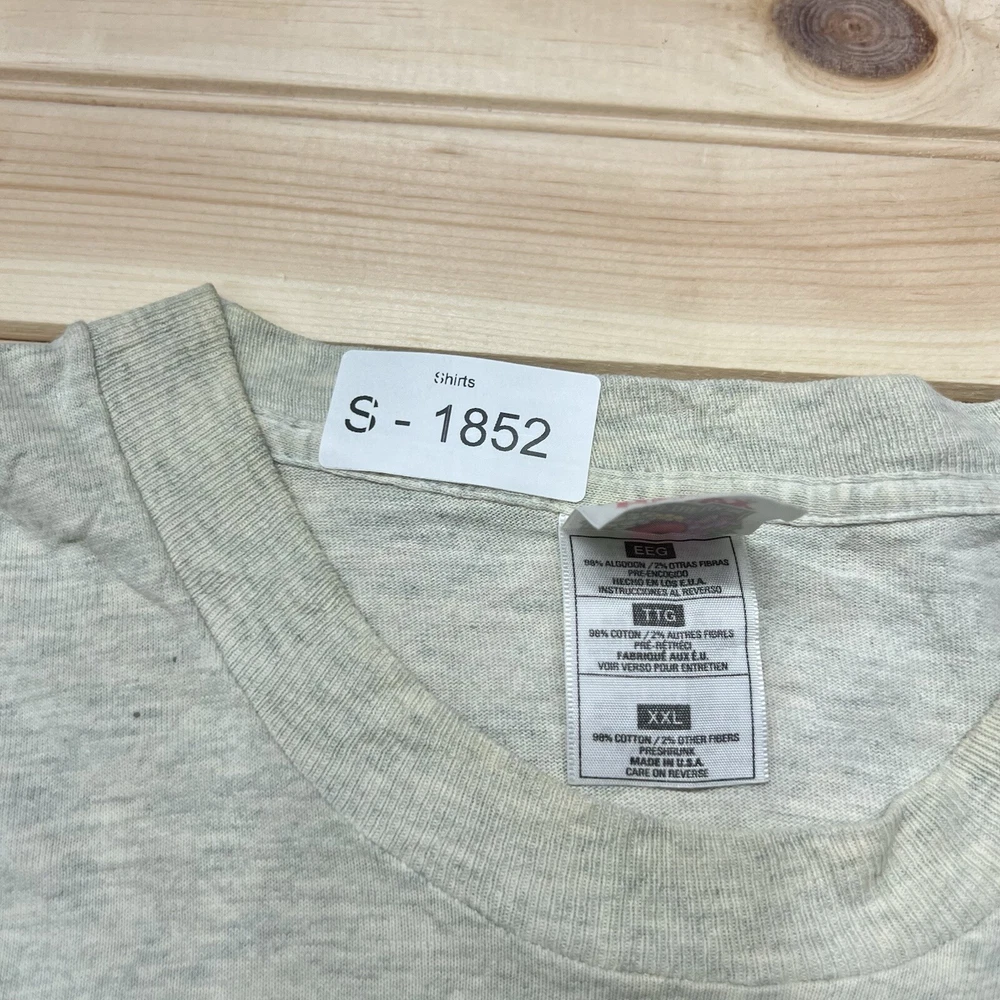 Shirts
S - 1852
EEG
98% ALGODON / 2% OTRAS FIBRAS
PRE-ENCOGIDO
HECHO EN LOS E.U.A.
INSTRUCCIONES AL REVERSO
TTG
98% COTON / 2% AUTRES FIBRES
PRÉ-RÉTRÉCI
FABRIQUÉ AUX É.U.
VOIR VERSO POUR ENTRETIEN
XXL
98% COTTON / 2% OTHER FIBERS
PRESHRUNK
MADE IN U.S.A.
CARE ON REVERSE